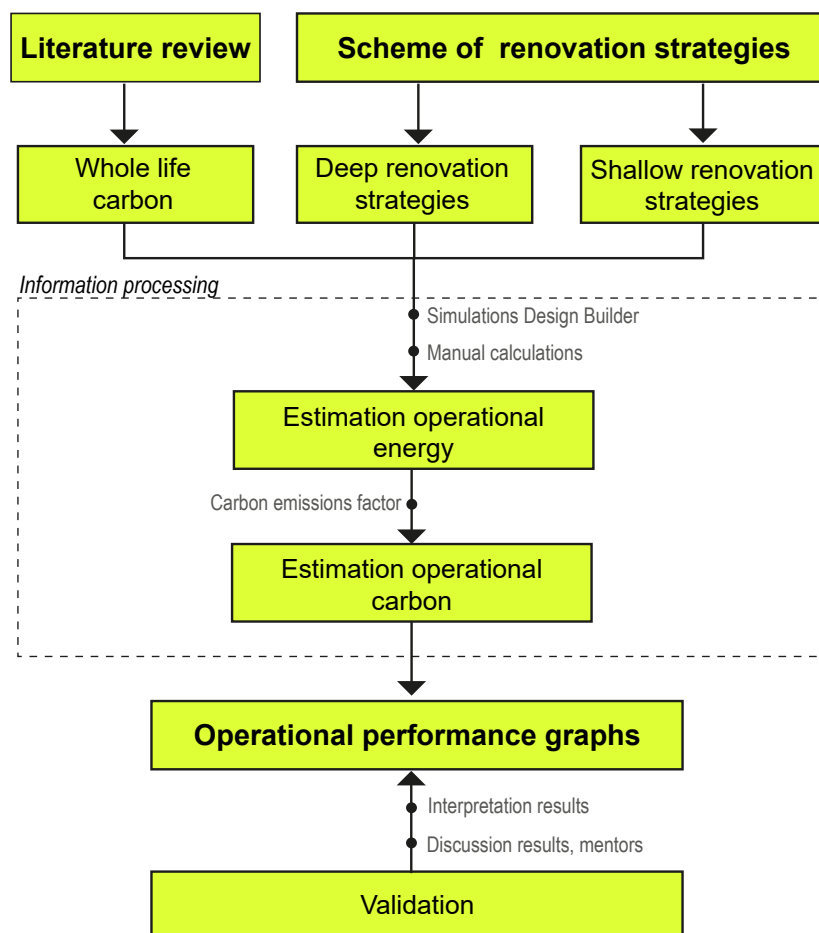 Literature review
Scheme of renovation strategies
Whole life
carbon
Deep renovation
strategies
Shallow renovation
strategies
Information processing
Simulations Design Builder
Manual calculations
Estimation operational
energy
Carbon emissions factor
Estimation operational
carbon
Operational performance graphs
Interpretation results
Discussion results, mentors
Validation